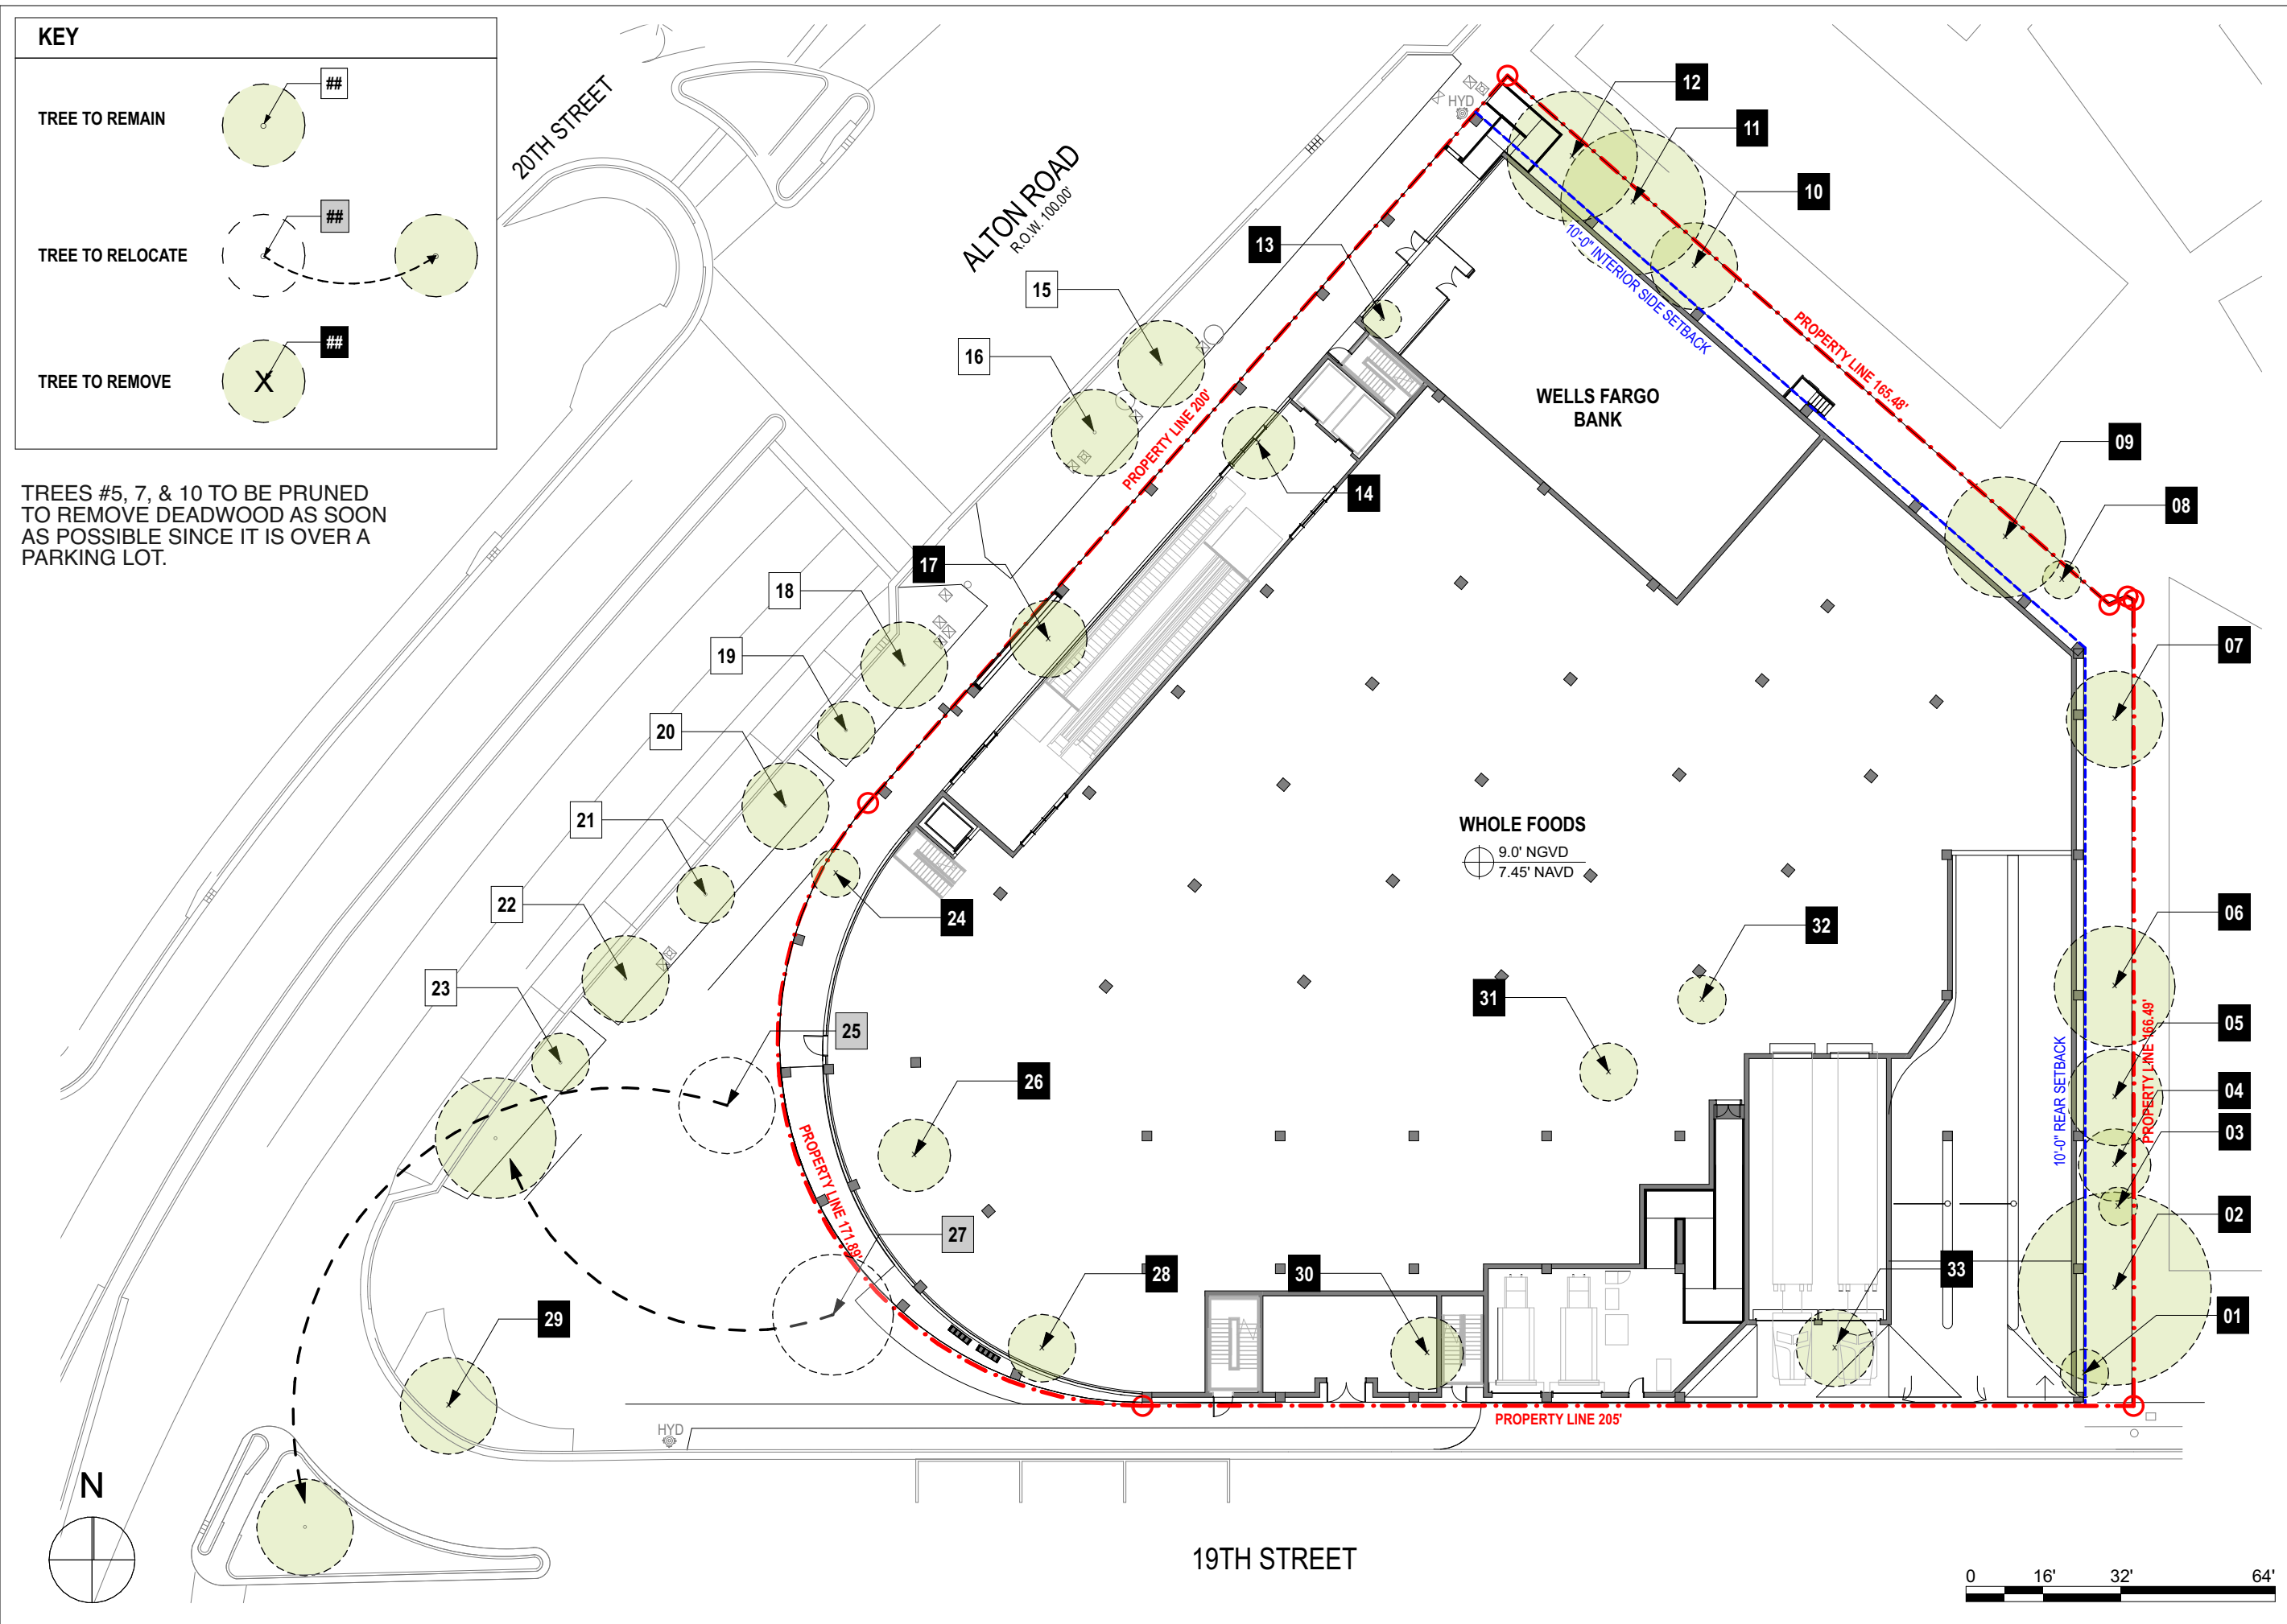 KEY
TREE TO REMAIN
##
TREE TO RELOCATE
##
TREE TO REMOVE
X
##
TREES #5, 7, & 10 TO BE PRUNED
TO REMOVE DEADWOOD AS SOON
AS POSSIBLE SINCE IT IS OVER A
PARKING LOT.
20TH STREET
ALTON ROAD
R.O.W. 100.00'
HYD
12
11
10
13
15
16
14
17
18
19
20
21
22
23
24
25
26
27
28
29
30
31
32
33
09
08
07
06
05
04
03
02
01
10'-0" INTERIOR SIDE SETBACK
PROPERTY LINE 165.48'
PROPERTY LINE 200'
WELLS FARGO
BANK
WHOLE FOODS
9.0' NGVD
7.45' NAVD
PROPERTY LINE 171.89'
10'-0" REAR SETBACK
PROPERTY LINE 166.49'
PROPERTY LINE 205'
HYD
N
19TH STREET
0 16' 32' 64'